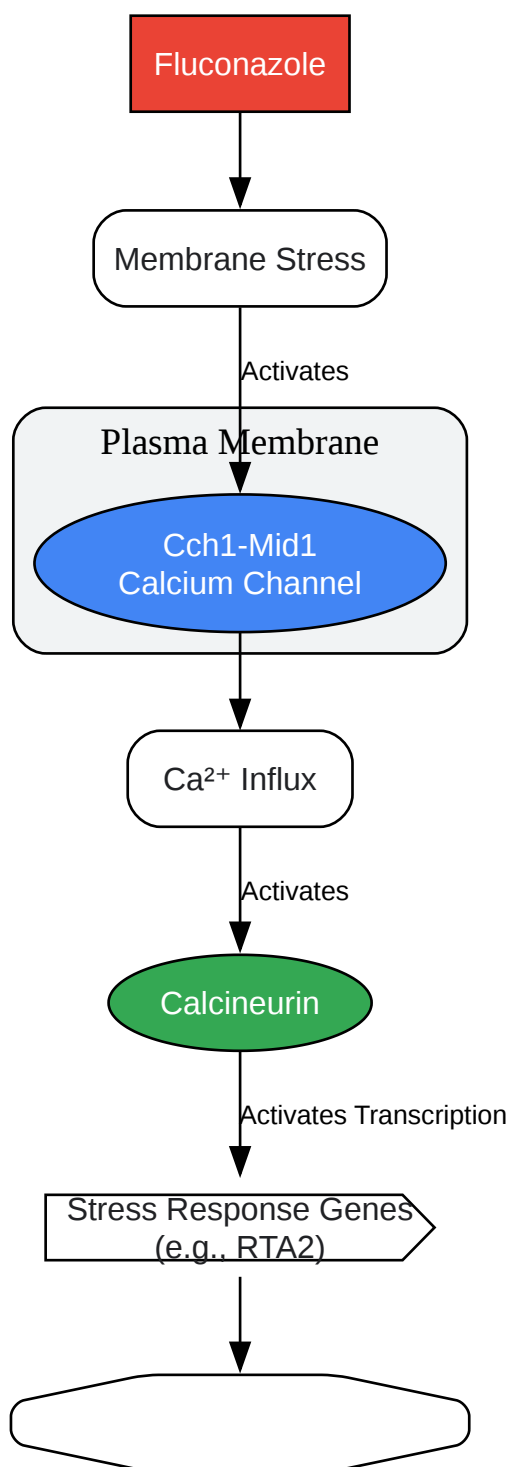 Fluconazole
Membrane Stress
Activates
Plasma Membrane
Cch1-Mid1
Calcium Channel
Ca²⁺ Influx
Activates
Calcineurin
Activates Transcription
Stress Response Genes
(e.g., RTA2)